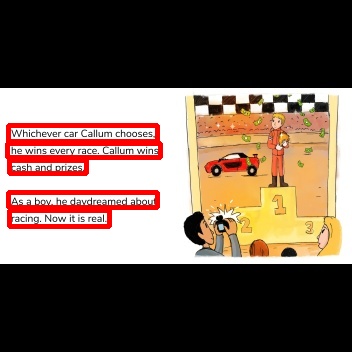 Whichever car Callum chooses,
he wins every race. Callum wins
cash and prizes.
As a boy, he daydreamed about
racing. Now it is real.
1
2
3